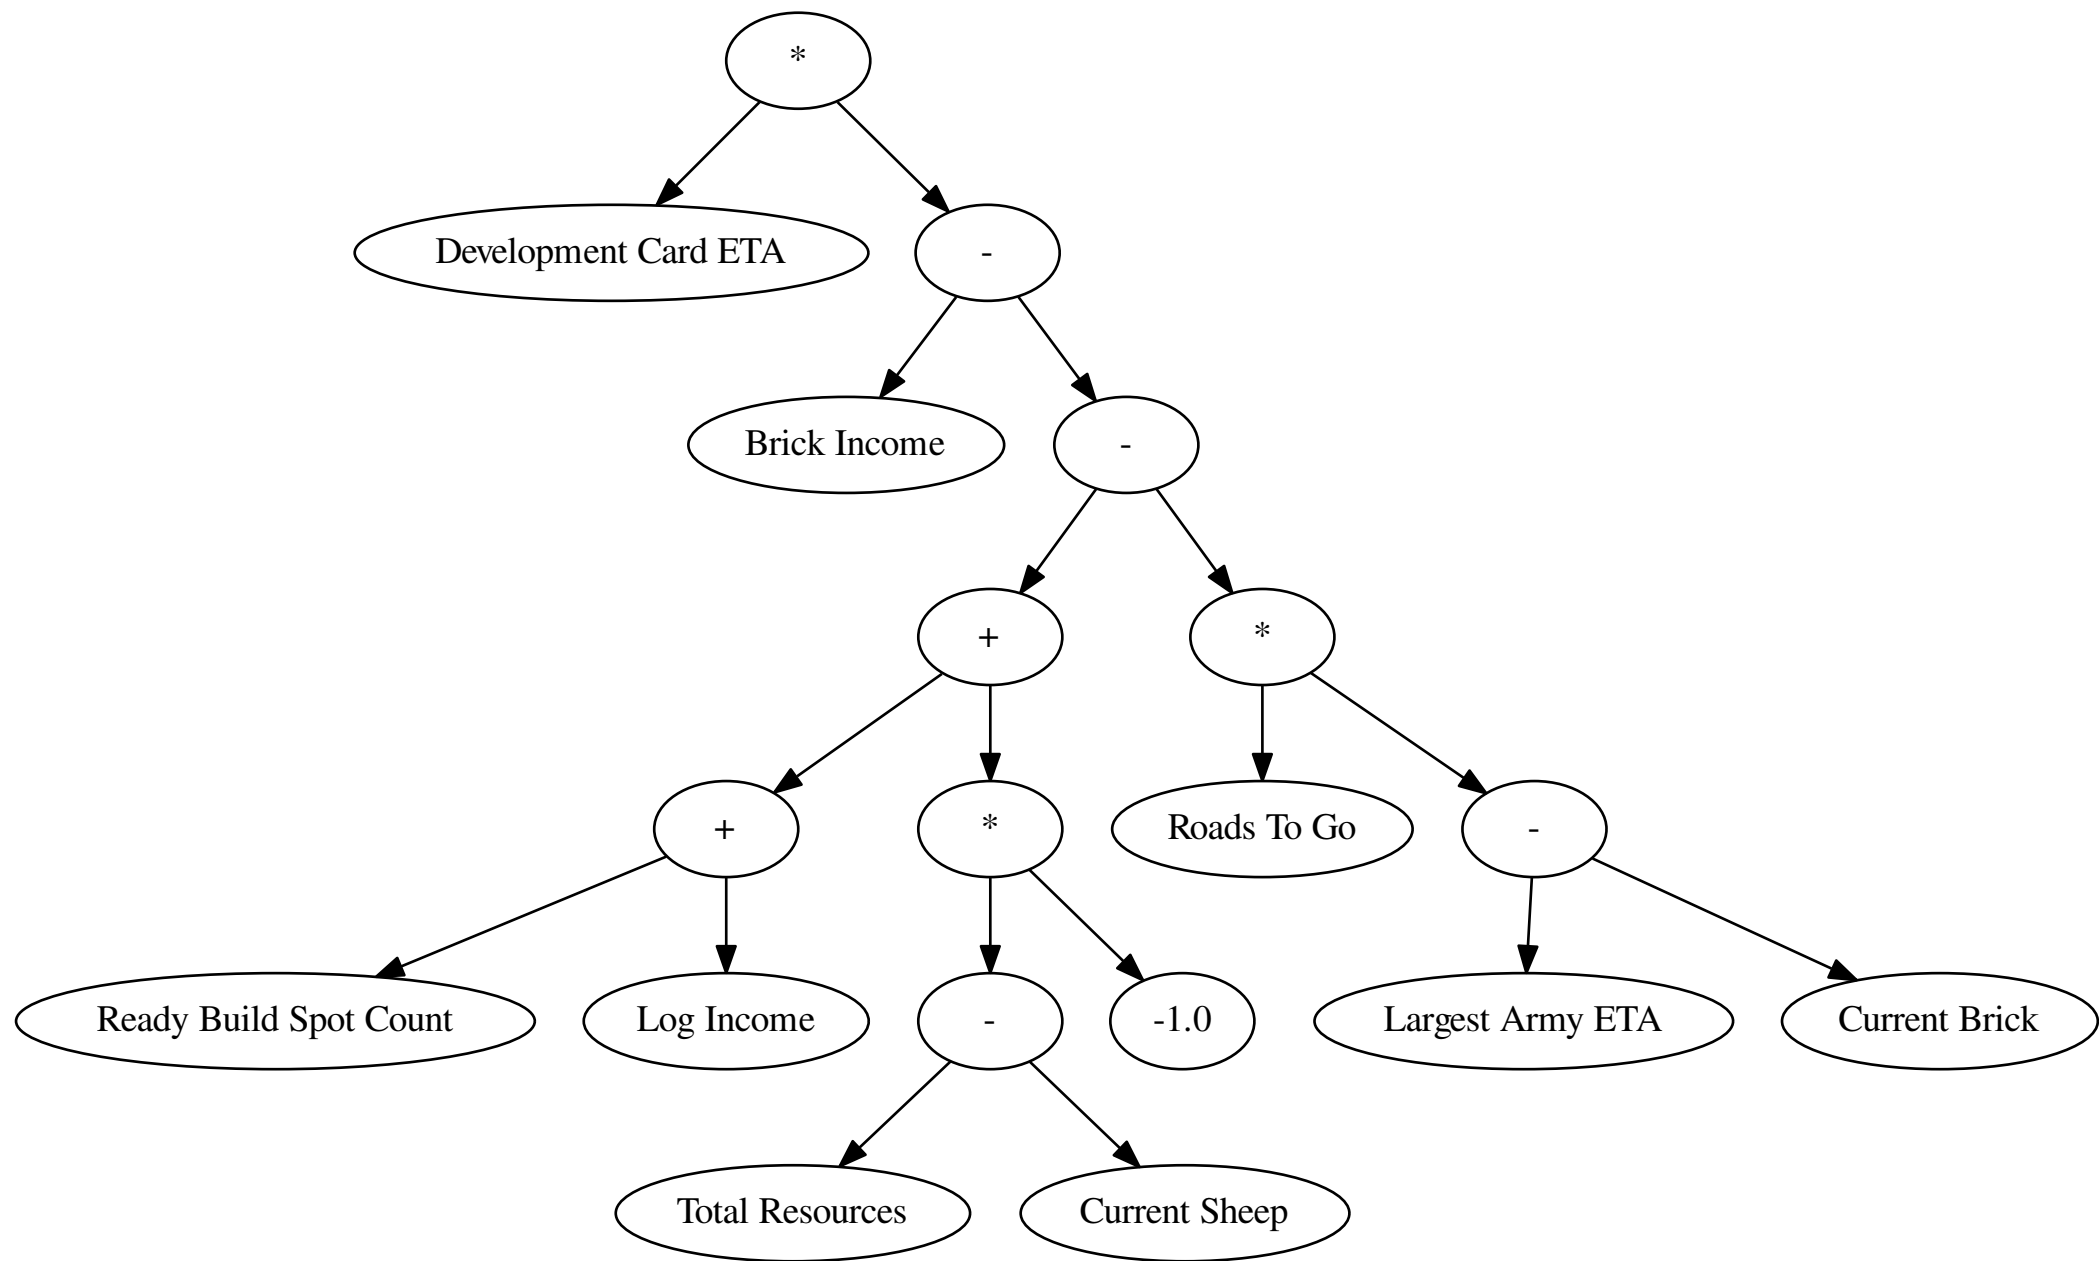 *
Development Card ETA
-
Brick Income
-
+
*
+
*
Roads To Go
-
Ready Build Spot Count
Log Income
-
-1.0
Largest Army ETA
Current Brick
Total Resources
Current Sheep